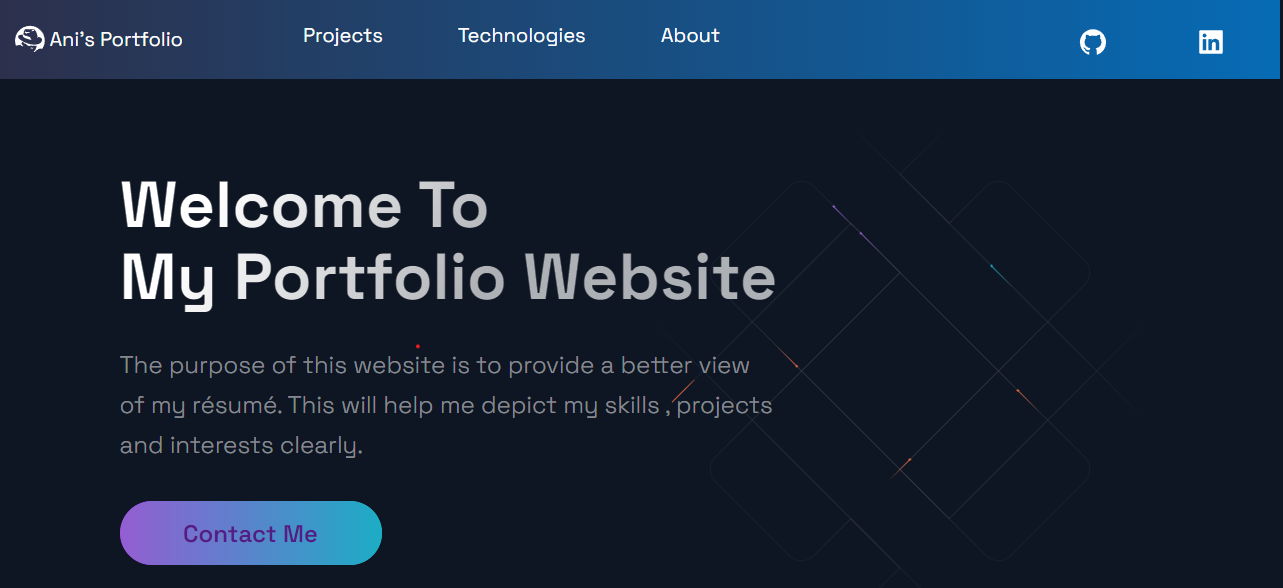 Ani's Portfolio
Projects
Technologies
About
Welcome To
My Portfolio Website
The purpose of this website is to provide a better view
of my résumé. This will help me depict my skills , projects
and interests clearly.
Contact Me